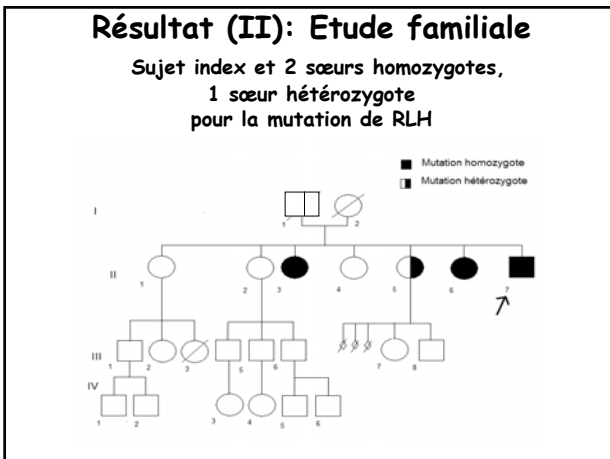 Résultat (II): Etude familiale
Sujet index et 2 sœurs homozygotes,
1 sœur hétérozygote
pour la mutation de RLH
Mutation homozygote
Mutation hétérozygote
I
1 2
II
1 2 3 4 5 6 7
III
1 2 3 5 6 7 8
IV
1 2 3 4 5 6